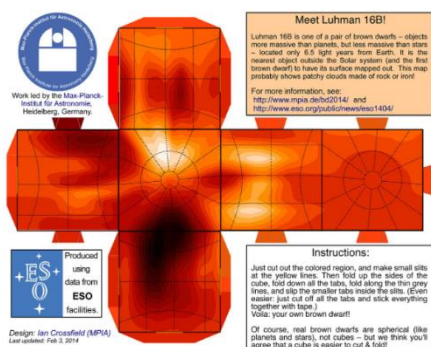 Max-Planck-Institut für Astronomie Heidelberg
Max Planck Institute for Astronomy Heidelberg
Work led by the Max-Planck-
Institut für Astronomie,
Heidelberg, Germany.
Meet Luhman 16B!
Luhman 16B is one of a pair of brown dwarfs – objects
more massive than planets, but less massive than stars
- located only 6.5 light years from Earth. It is the
nearest object outside the Solar system (and the first
brown dwarf) to have its surface mapped out. This map
probably shows patchy clouds made of rock or iron!
For more information, see:
http://www.mpia.de/bd2014/ and
http://www.eso.org/public/news/eso1404/
ESO
Produced
using
data from
ESO
facilities.
Design: Ian Crossfield (MPIA)
Last updated: Feb 3, 2014
Instructions:
Just cut out the colored region, and make small slits
at the yellow lines. Then fold up the sides of the
cube, fold down all the tabs, fold along the thin grey
lines, and slip the smaller tabs inside the slits. (Even
easier: just cut off all the tabs and stick everything
together with tape.)
Voila: your own brown dwarf!
Of course, real brown dwarfs are spherical (like
planets and stars), not cubes – but we think you'll
agree that a cube is easier to cut & fold!